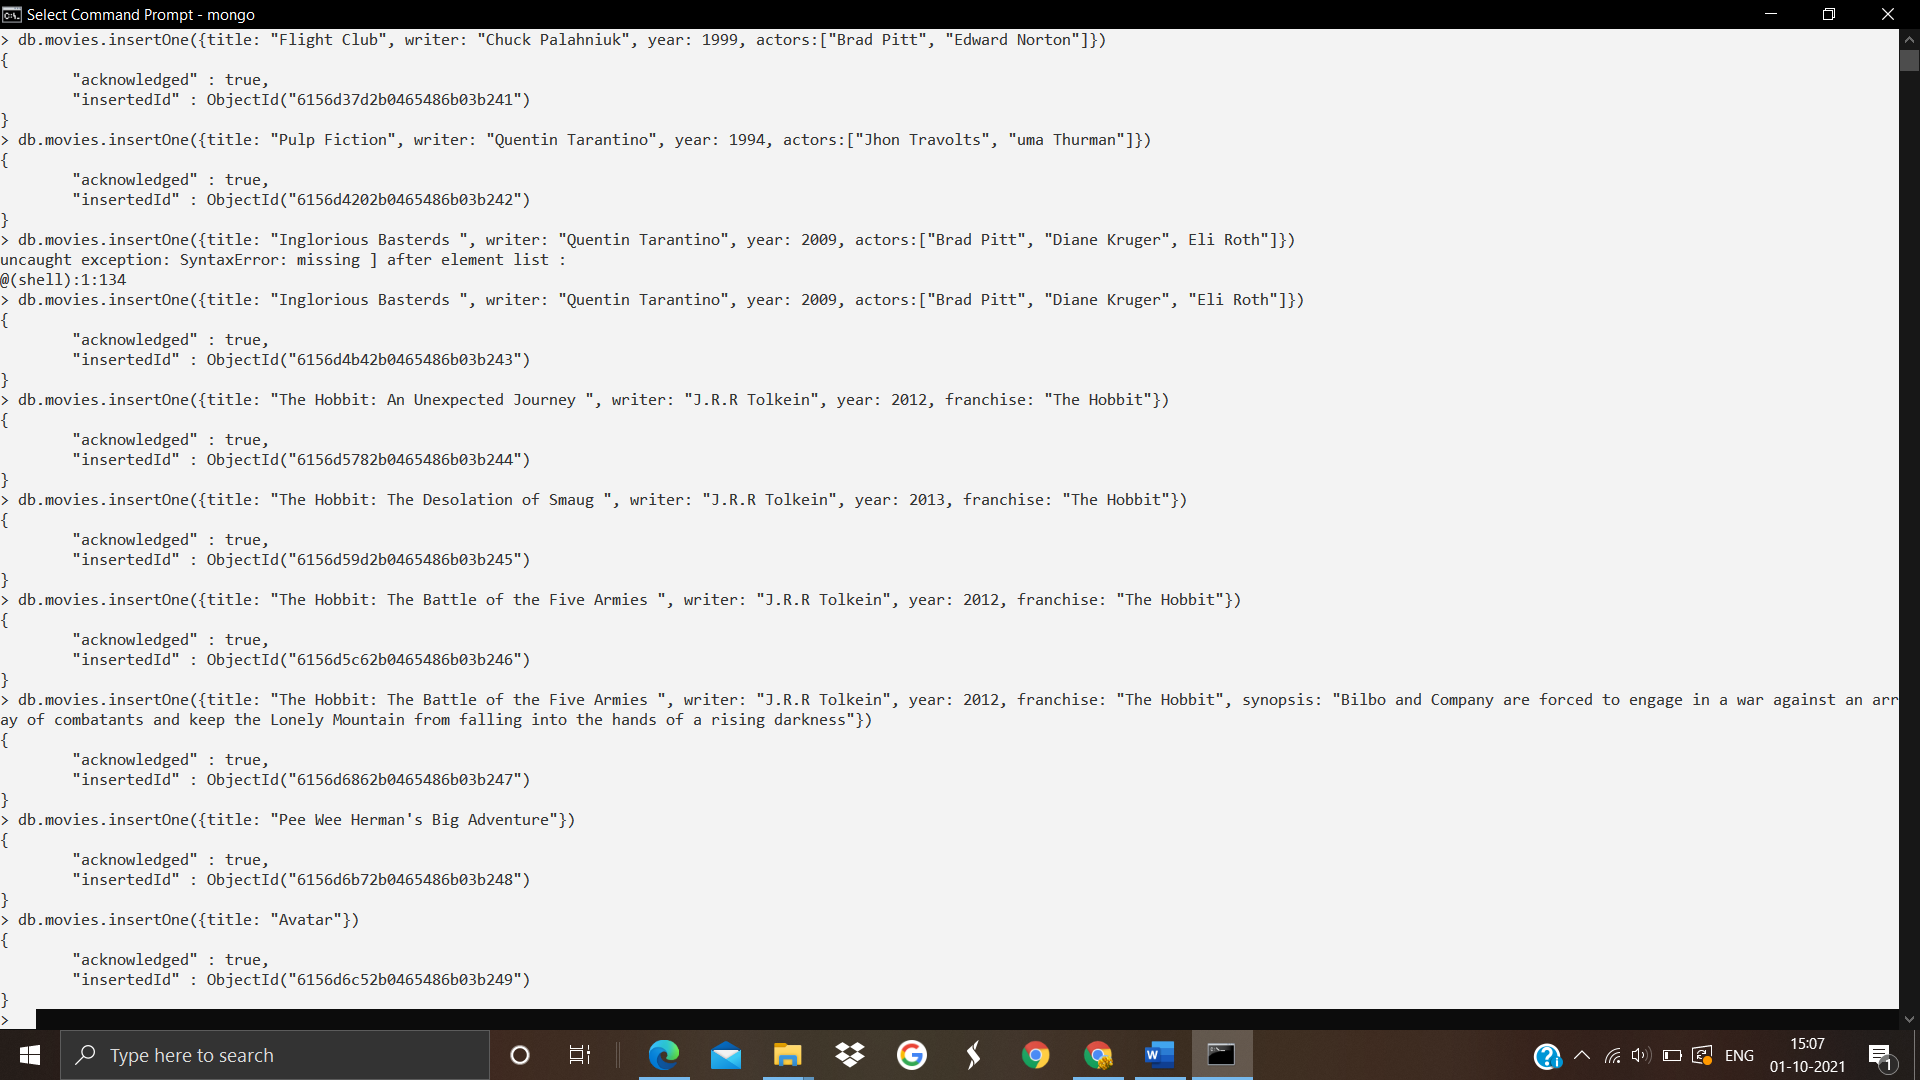 Select Command Prompt - mongo
> db.movies.insertOne({title: "Flight Club", writer: "Chuck Palahniuk", year: 1999, actors:["Brad Pitt", "Edward Norton"]})
{
        "acknowledged" : true,
        "insertedId" : ObjectId("6156d37d2b0465486b03b241")
}
> db.movies.insertOne({title: "Pulp Fiction", writer: "Quentin Tarantino", year: 1994, actors:["Jhon Travolts", "uma Thurman"]})
{
        "acknowledged" : true,
        "insertedId" : ObjectId("6156d4202b0465486b03b242")
}
> db.movies.insertOne({title: "Inglorious Basterds ", writer: "Quentin Tarantino", year: 2009, actors:["Brad Pitt", "Diane Kruger", Eli Roth"]})
uncaught exception: SyntaxError: missing ] after element list :
@(shell):1:134
> db.movies.insertOne({title: "Inglorious Basterds ", writer: "Quentin Tarantino", year: 2009, actors:["Brad Pitt", "Diane Kruger", "Eli Roth"]})
{
        "acknowledged" : true,
        "insertedId" : ObjectId("6156d4b42b0465486b03b243")
}
> db.movies.insertOne({title: "The Hobbit: An Unexpected Journey ", writer: "J.R.R Tolkein", year: 2012, franchise: "The Hobbit"})
{
        "acknowledged" : true,
        "insertedId" : ObjectId("6156d5782b0465486b03b244")
}
> db.movies.insertOne({title: "The Hobbit: The Desolation of Smaug ", writer: "J.R.R Tolkein", year: 2013, franchise: "The Hobbit"})
{
        "acknowledged" : true,
        "insertedId" : ObjectId("6156d59d2b0465486b03b245")
}
> db.movies.insertOne({title: "The Hobbit: The Battle of the Five Armies ", writer: "J.R.R Tolkein", year: 2012, franchise: "The Hobbit"})
{
        "acknowledged" : true,
        "insertedId" : ObjectId("6156d5c62b0465486b03b246")
}
> db.movies.insertOne({title: "The Hobbit: The Battle of the Five Armies ", writer: "J.R.R Tolkein", year: 2012, franchise: "The Hobbit", synopsis: "Bilbo and Company are forced to engage in a war against an arr
ay of combatants and keep the Lonely Mountain from falling into the hands of a rising darkness"})
{
        "acknowledged" : true,
        "insertedId" : ObjectId("6156d6862b0465486b03b247")
}
> db.movies.insertOne({title: "Pee Wee Herman's Big Adventure"})
{
        "acknowledged" : true,
        "insertedId" : ObjectId("6156d6b72b0465486b03b248")
}
> db.movies.insertOne({title: "Avatar"})
{
        "acknowledged" : true,
        "insertedId" : ObjectId("6156d6c52b0465486b03b249")
}
>
Type here to search
ENG
15:07
01-10-2021
1